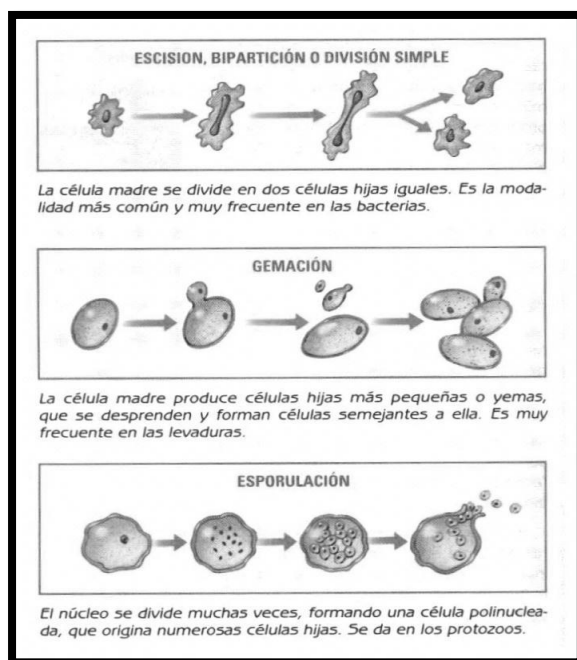 ESCISION, BIPARTICIÓN O DIVISIÓN SIMPLE
La célula madre se divide en dos células hijas iguales. Es la moda-
lidad más común y muy frecuente en las bacterias.
GEMACIÓN
La célula madre produce células hijas más pequeñas o yemas,
que se desprenden y forman células semejantes a ella. Es muy
frecuente en las levaduras.
ESPORULACIÓN
El núcleo se divide muchas veces, formando una célula polinuclea-
da, que origina numerosas células hijas. Se da en los protozoos.